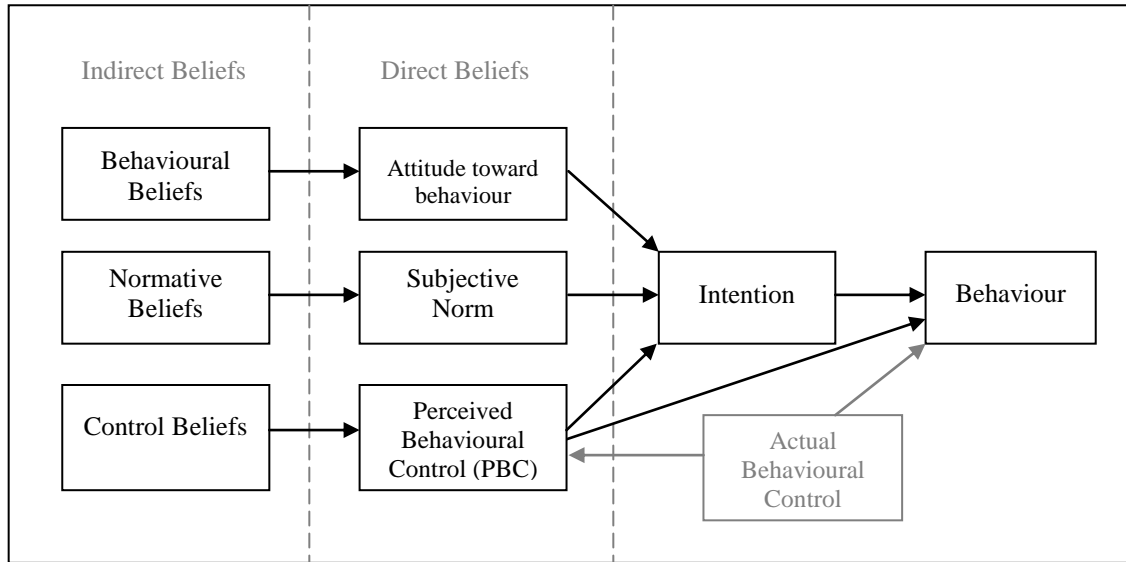 Indirect Beliefs
Direct Beliefs
Behavioural
Beliefs
Attitude toward
behaviour
Normative
Beliefs
Subjective
Norm
Intention
Behaviour
Control Beliefs
Perceived
Behavioural
Control (PBC)
Actual
Behavioural
Control